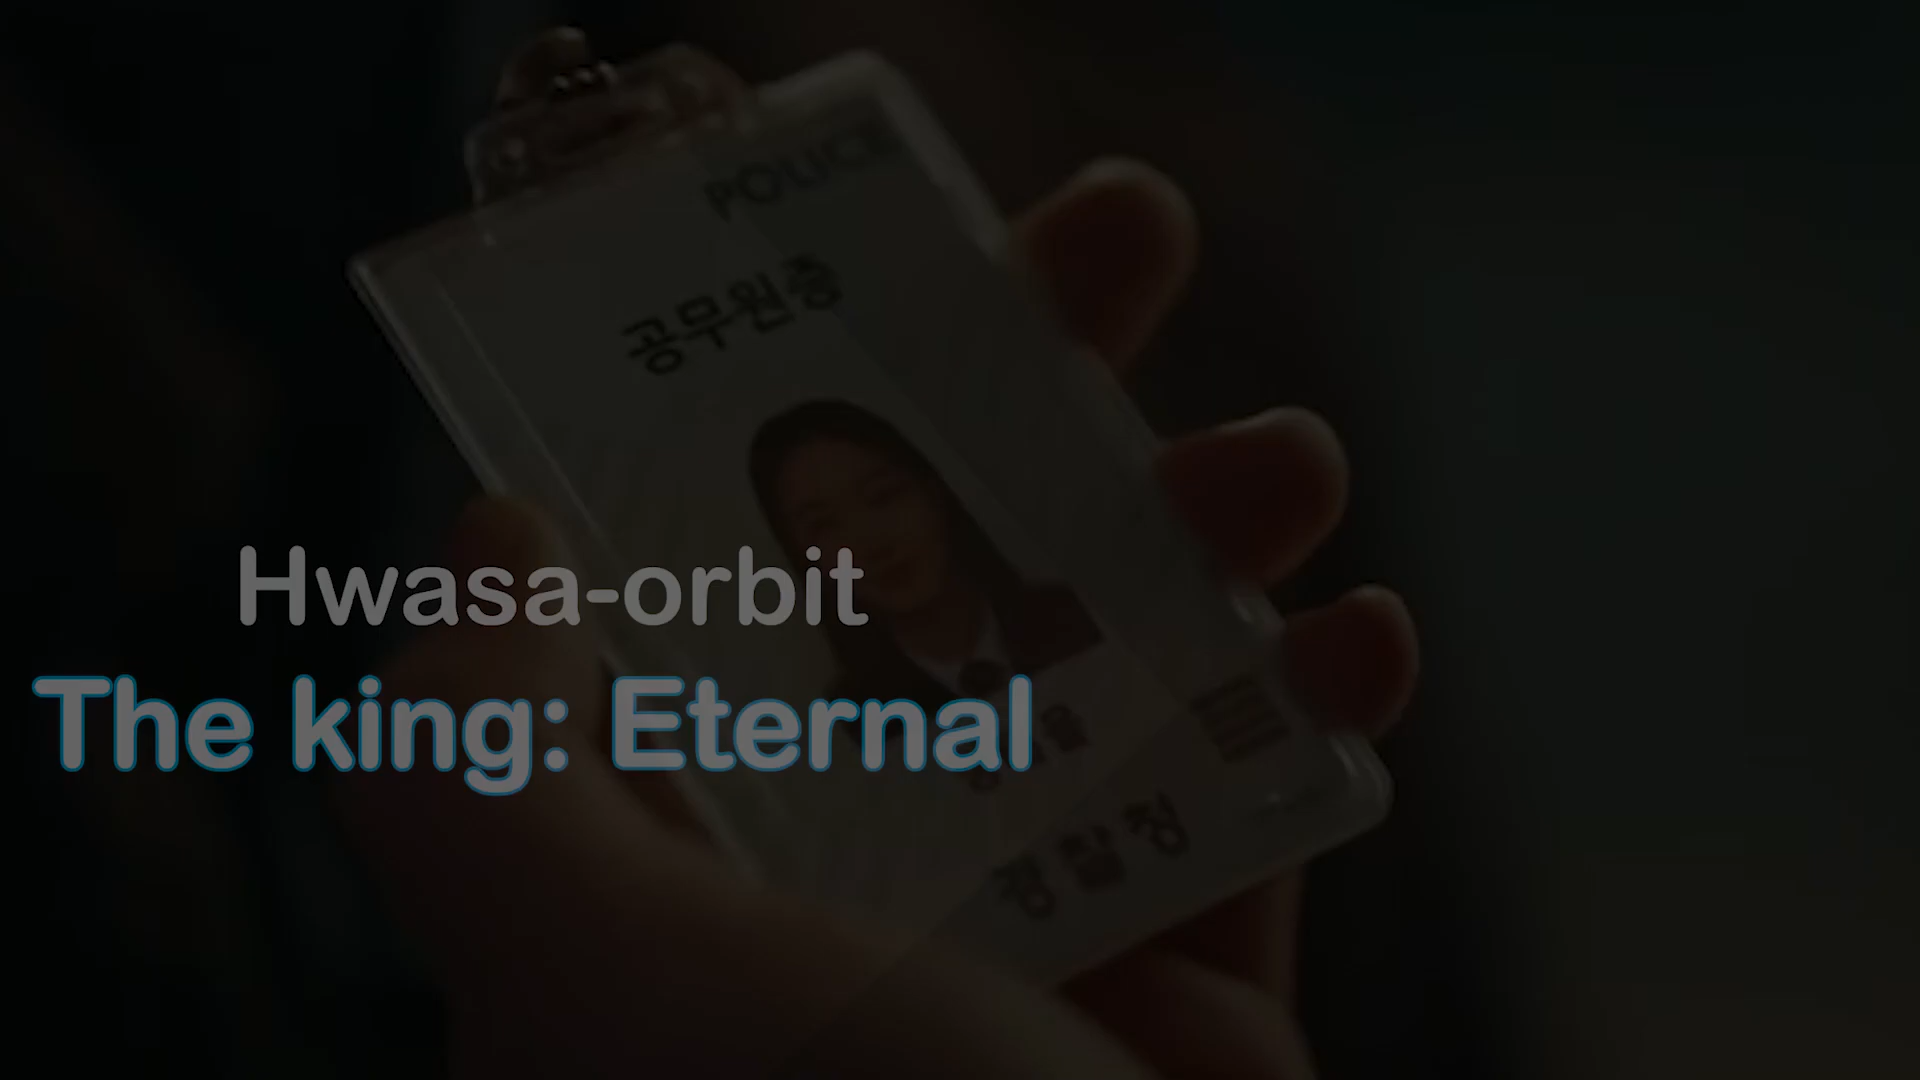 POLICE
공무원증
Hwasa-orbit
The king: Eternal
경찰청